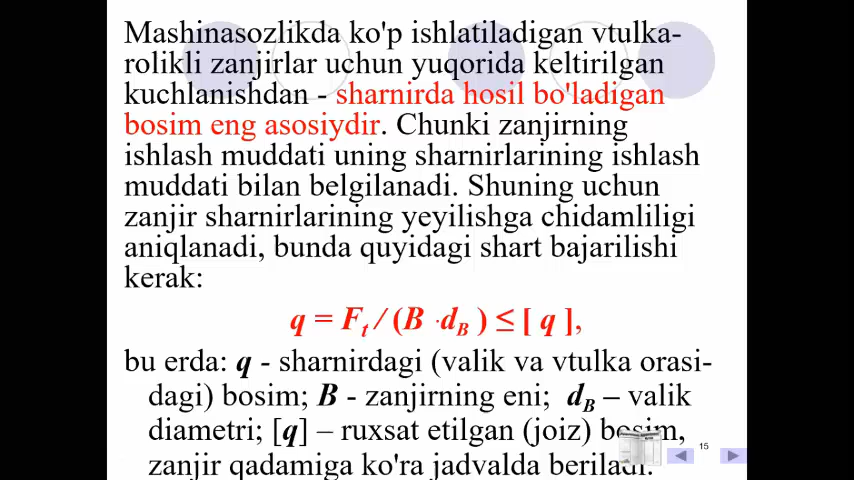 Mashinasozlikda ko'p ishlatiladigan vtulka-
rolikli zanjirlar uchun yuqorida keltirilgan
kuchlanishdan - sharnirda hosil bo'ladigan
bosim eng asosiydir. Chunki zanjirning
ishlash muddati uning sharnirlarining ishlash
muddati bilan belgilanadi. Shuning uchun
zanjir sharnirlarining yeyilishga chidamliligi
aniqlanadi, bunda quyidagi shart bajarilishi
kerak:
q = Ft / (B ·dB ) ≤ [ q ],
bu erda: q - sharnirdagi (valik va vtulka orasi-
dagi) bosim; B - zanjirning eni; dB – valik
diametri; [q] – ruxsat etilgan (joiz) bosim,
zanjir qadamiga ko'ra jadvalda beriladi.
15